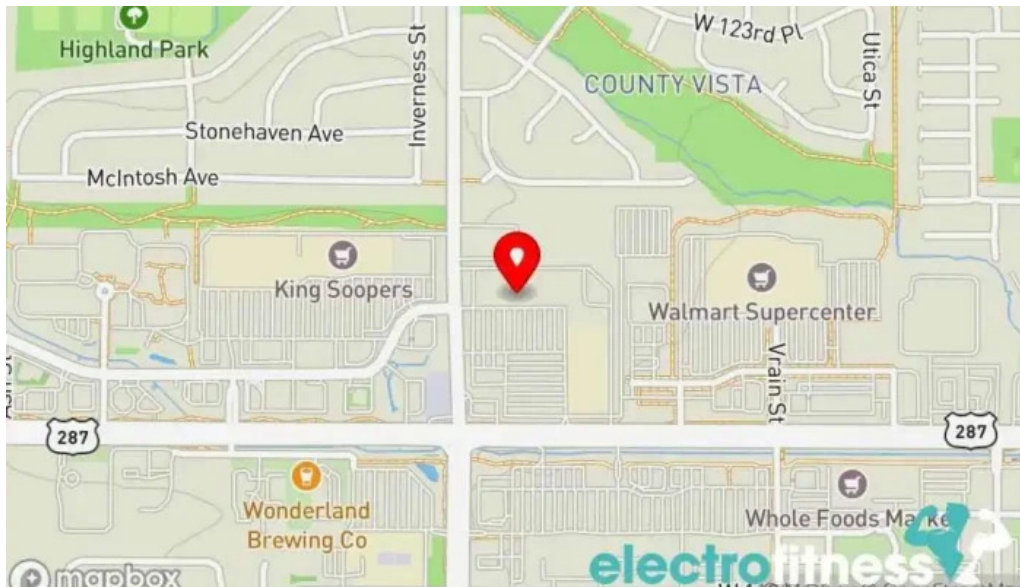 W 123rd Pl
Highland Park
Inverness St
Utica St
COUNTY VISTA
Stonehaven Ave
McIntosh Ave
King Soopers
Walmart Supercenter
Vrain St
287
287
Wonderland
Brewing Co
Whole Foods Marke
electrofitness
mapbox